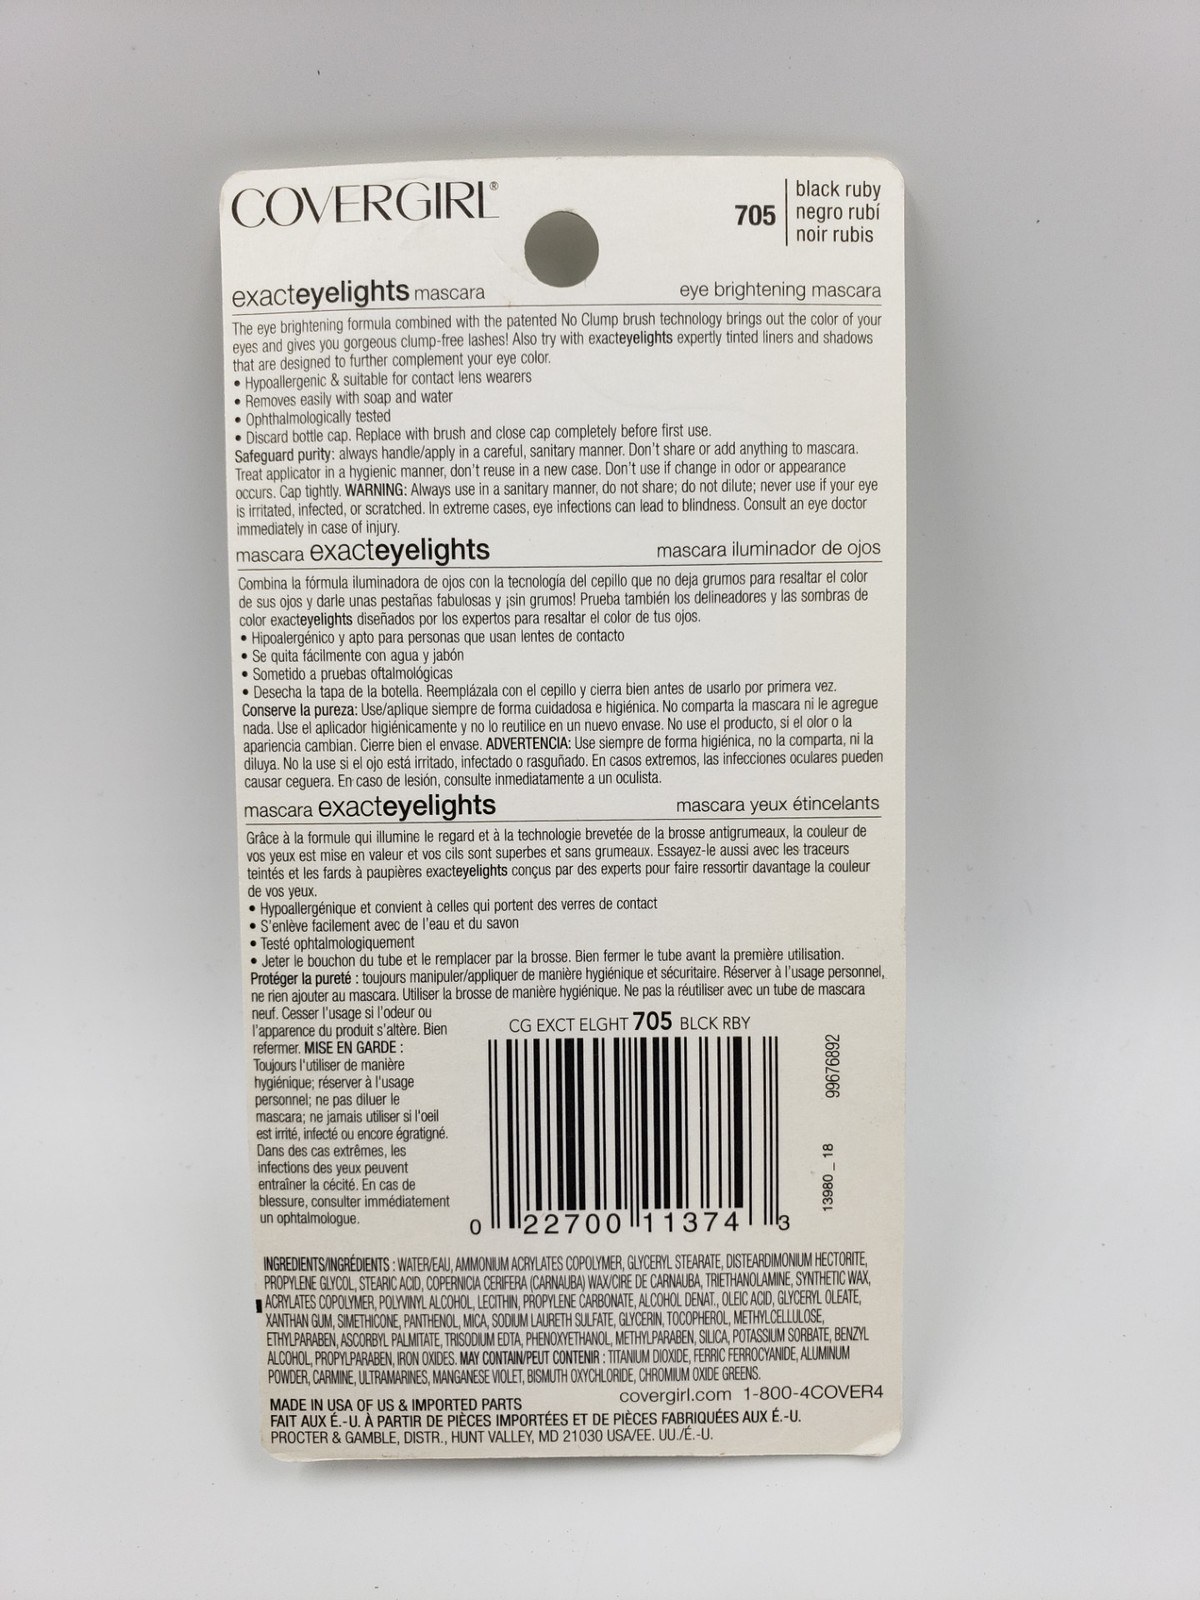 COVERGIRL®
705
black ruby
negro rubí
noir rubis
exacteyelights mascara eye brightening mascara
The eye brightening formula combined with the patented No Clump brush technology brings out the color of your
eyes and gives you gorgeous clump-free lashes! Also try with exacteyelights expertly tinted liners and shadows
that are designed to further complement your eye color.
• Hypoallergenic & suitable for contact lens wearers
• Removes easily with soap and water
• Ophthalmologically tested
• Discard bottle cap. Replace with brush and close cap completely before first use.
Safeguard purity: always handle/apply in a careful, sanitary manner. Don't share or add anything to mascara.
Treat applicator in a hygienic manner, don't reuse in a new case. Don't use if change in odor or appearance
occurs. Cap tightly. WARNING: Always use in a sanitary manner, do not share; do not dilute; never use if your eye
is irritated, infected, or scratched. In extreme cases, eye infections can lead to blindness. Consult an eye doctor
immediately in case of injury.
mascara exacteyelights mascara iluminador de ojos
Combina la fórmula iluminadora de ojos con la tecnología del cepillo que no deja grumos para resaltar el color
de sus ojos y darle unas pestañas fabulosas y ¡sin grumos! Prueba también los delineadores y las sombras de
color exacteyelights diseñados por los expertos para resaltar el color de tus ojos.
• Hipoalergénico y apto para personas que usan lentes de contacto
• Se quita fácilmente con agua y jabón
• Sometido a pruebas oftalmológicas
• Desecha la tapa de la botella. Reemplázala con el cepillo y cierra bien antes de usarlo por primera vez.
Conserve la pureza: Use/aplique siempre de forma cuidadosa e higiénica. No comparta la mascara ni le agregue
nada. Use el aplicador higiénicamente y no lo reutilice en un nuevo envase. No use el producto, si el olor o la
apariencia cambian. Cierre bien el envase. ADVERTENCIA: Use siempre de forma higiénica, no la comparta, ni la
diluya. No la use si el ojo está irritado, infectado o rasguñado. En casos extremos, las infecciones oculares pueden
causar ceguera. En caso de lesión, consulte inmediatamente a un oculista.
mascara exacteyelights mascara yeux étincelants
Grâce à la formule qui illumine le regard et à la technologie brevetée de la brosse antigrumeaux, la couleur de
vos yeux est mise en valeur et vos cils sont superbes et sans grumeaux. Essayez-le aussi avec les traceurs
teintés et les fards à paupières exacteyelights conçus par des experts pour faire ressortir davantage la couleur
de vos yeux.
• Hypoallergénique et convient à celles qui portent des verres de contact
• S'enlève facilement avec de l'eau et du savon
• Testé ophtalmologiquement
• Jeter le bouchon du tube et le remplacer par la brosse. Bien fermer le tube avant la première utilisation.
Protéger la pureté : toujours manipuler/appliquer de manière hygiénique et sécuritaire. Réserver à l'usage personnel,
ne rien ajouter au mascara. Utiliser la brosse de manière hygiénique. Ne pas la réutiliser avec un tube de mascara
neuf. Cesser l'usage si l'odeur ou
l'apparence du produit s'altère. Bien
refermer. MISE EN GARDE :
Toujours l'utiliser de manière
hygiénique; réserver à l'usage
personnel; ne pas diluer le
mascara; ne jamais utiliser si l'oeil
est irrité, infecté ou encore égratigné.
Dans des cas extrêmes, les
infections des yeux peuvent
entraîner la cécité. En cas de
blessure, consulter immédiatement
un ophtalmologue.
CG EXCT ELGHT 705 BLCK RBY
0 22700 11374 3
13980 _ 18
99676892
INGREDIENTS/INGRÉDIENTS : WATER/EAU, AMMONIUM ACRYLATES COPOLYMER, GLYCERYL STEARATE, DISTEARDIMONIUM HECTORITE,
PROPYLENE GLYCOL, STEARIC ACID, COPERNICIA CERIFERA (CARNAUBA) WAX/CIRE DE CARNAUBA, TRIETHANOLAMINE, SYNTHETIC WAX,
ACRYLATES COPOLYMER, POLYVINYL ALCOHOL, LECITHIN, PROPYLENE CARBONATE, ALCOHOL DENAT., OLEIC ACID, GLYCERYL OLEATE,
XANTHAN GUM, SIMETHICONE, PANTHENOL, MICA, SODIUM LAURETH SULFATE, GLYCERIN, TOCOPHEROL, METHYLCELLULOSE,
ETHYLPARABEN, ASCORBYL PALMITATE, TRISODIUM EDTA, PHENOXYETHANOL, METHYLPARABEN, SILICA, POTASSIUM SORBATE, BENZYL
ALCOHOL, PROPYLPARABEN, IRON OXIDES. MAY CONTAIN/PEUT CONTENIR : TITANIUM DIOXIDE, FERRIC FERROCYANIDE, ALUMINUM
POWDER, CARMINE, ULTRAMARINES, MANGANESE VIOLET, BISMUTH OXYCHLORIDE, CHROMIUM OXIDE GREENS.
covergirl.com 1-800-4COVER4
MADE IN USA OF US & IMPORTED PARTS
FAIT AUX É.-U. À PARTIR DE PIÈCES IMPORTÉES ET DE PIÈCES FABRIQUÉES AUX É.-U.
PROCTER & GAMBLE, DISTR., HUNT VALLEY, MD 21030 USA/EE. UU./É.-U.